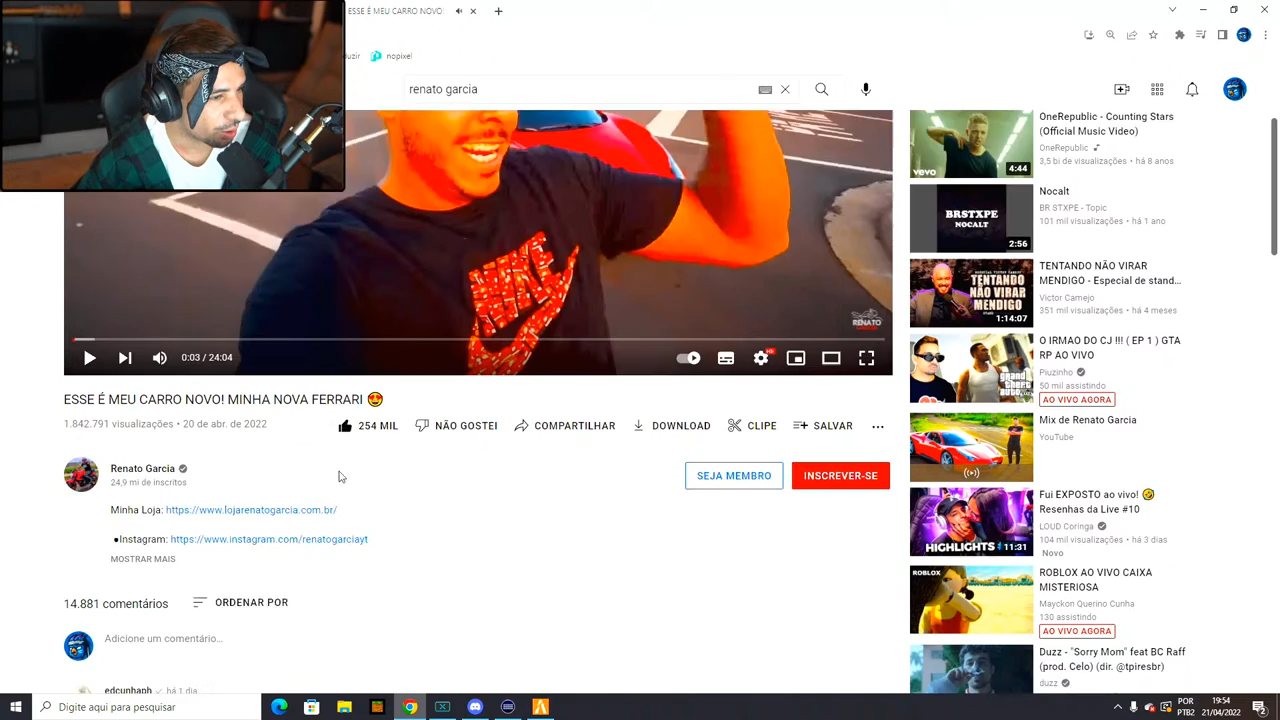 ESSE É MEU CARRO NOVO!
nopixel
renato garcia
RENATO
GARCIA
0:03 / 24:04
HD
ESSE É MEU CARRO NOVO! MINHA NOVA FERRARI 😍
1.842.791 visualizações • 20 de abr. de 2022
254 MIL
NÃO GOSTEI
COMPARTILHAR
DOWNLOAD
CLIPE
SALVAR
Renato Garcia
24,9 mi de inscritos
SEJA MEMBRO
INSCREVER-SE
Minha Loja: https://www.lojarenatogarcia.com.br/
●Instagram: https://www.instagram.com/renatogarciayt
MOSTRAR MAIS
14.881 comentários
ORDENAR POR
Adicione um comentário...
edcunhaph
há 1 dia
vevo
4:44
OneRepublic - Counting Stars
(Official Music Video)
OneRepublic
3,5 bi de visualizações • há 8 anos
BRSTXPE
NOCALT
2:56
Nocalt
BR STXPE - Topic
101 mil visualizações • há 1 ano
TENTANDO
NÃO VIRAR
MENDIGO
1:14:07
TENTANDO NÃO VIRAR
MENDIGO - Especial de stand...
Victor Camejo
351 mil visualizações • há 4 meses
O IRMAO DO CJ !!! ( EP 1 ) GTA
RP AO VIVO
Piuzinho
50 mil assistindo
AO VIVO AGORA
Mix de Renato Garcia
YouTube
HIGHLIGHTS
11:31
Fui EXPOSTO ao vivo! 🤣
Resenhas da Live #10
LOUD Coringa
104 mil visualizações • há 3 dias
Novo
ROBLOX
ROBLOX AO VIVO CAIXA
MISTERIOSA
Mayckon Querino Cunha
130 assistindo
AO VIVO AGORA
Duzz - "Sorry Mom" feat BC Raff
(prod. Celo) (dir. @tpiresbr)
duzz
Digite aqui para pesquisar
POR
PTB2
19:54
21/04/2022
2